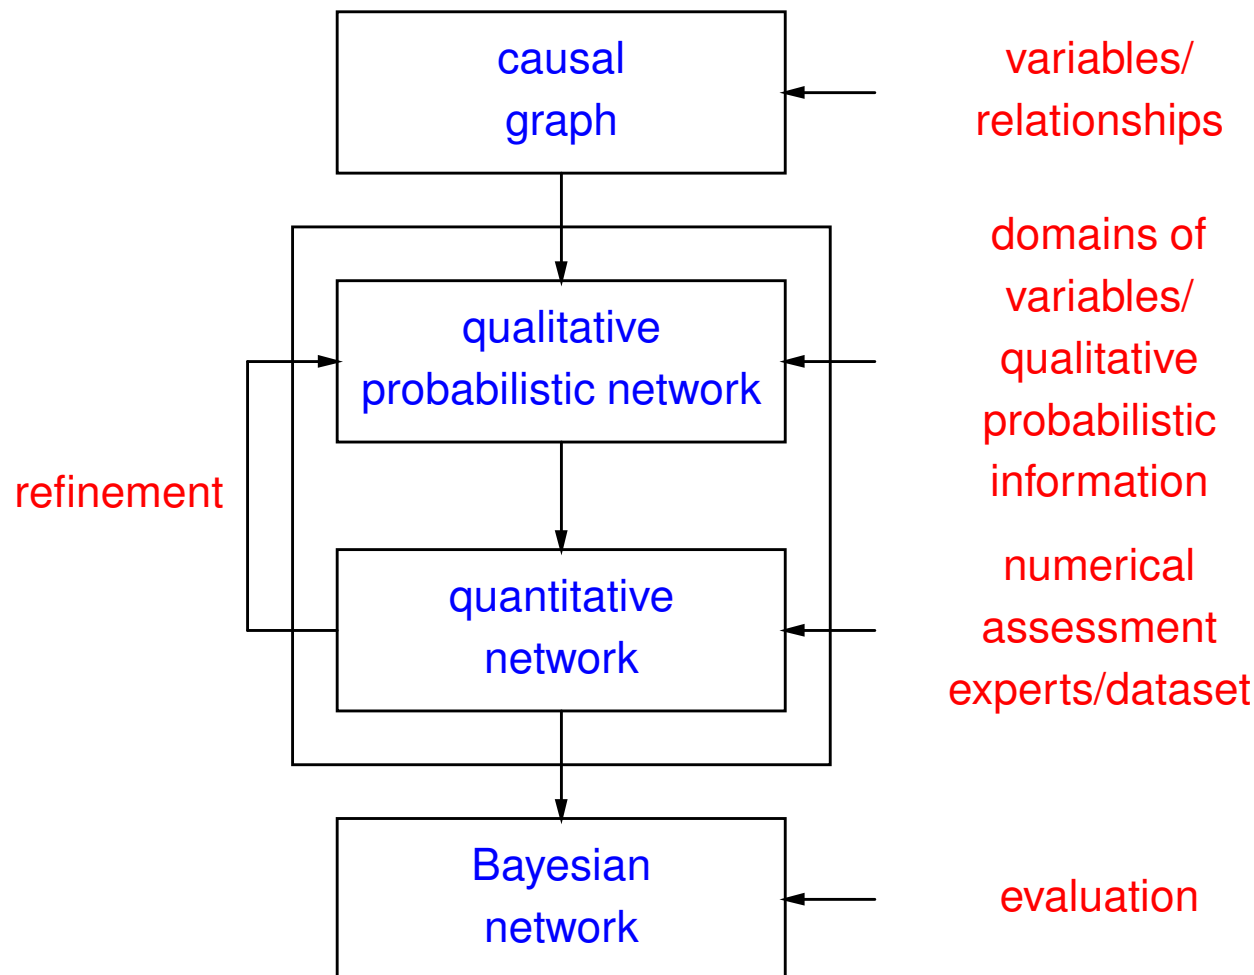 causal
graph
variables/
relationships
qualitative
probabilistic network
domains of
variables/
qualitative
probabilistic
information
refinement
quantitative
network
numerical
assessment
experts/dataset
Bayesian
network
evaluation